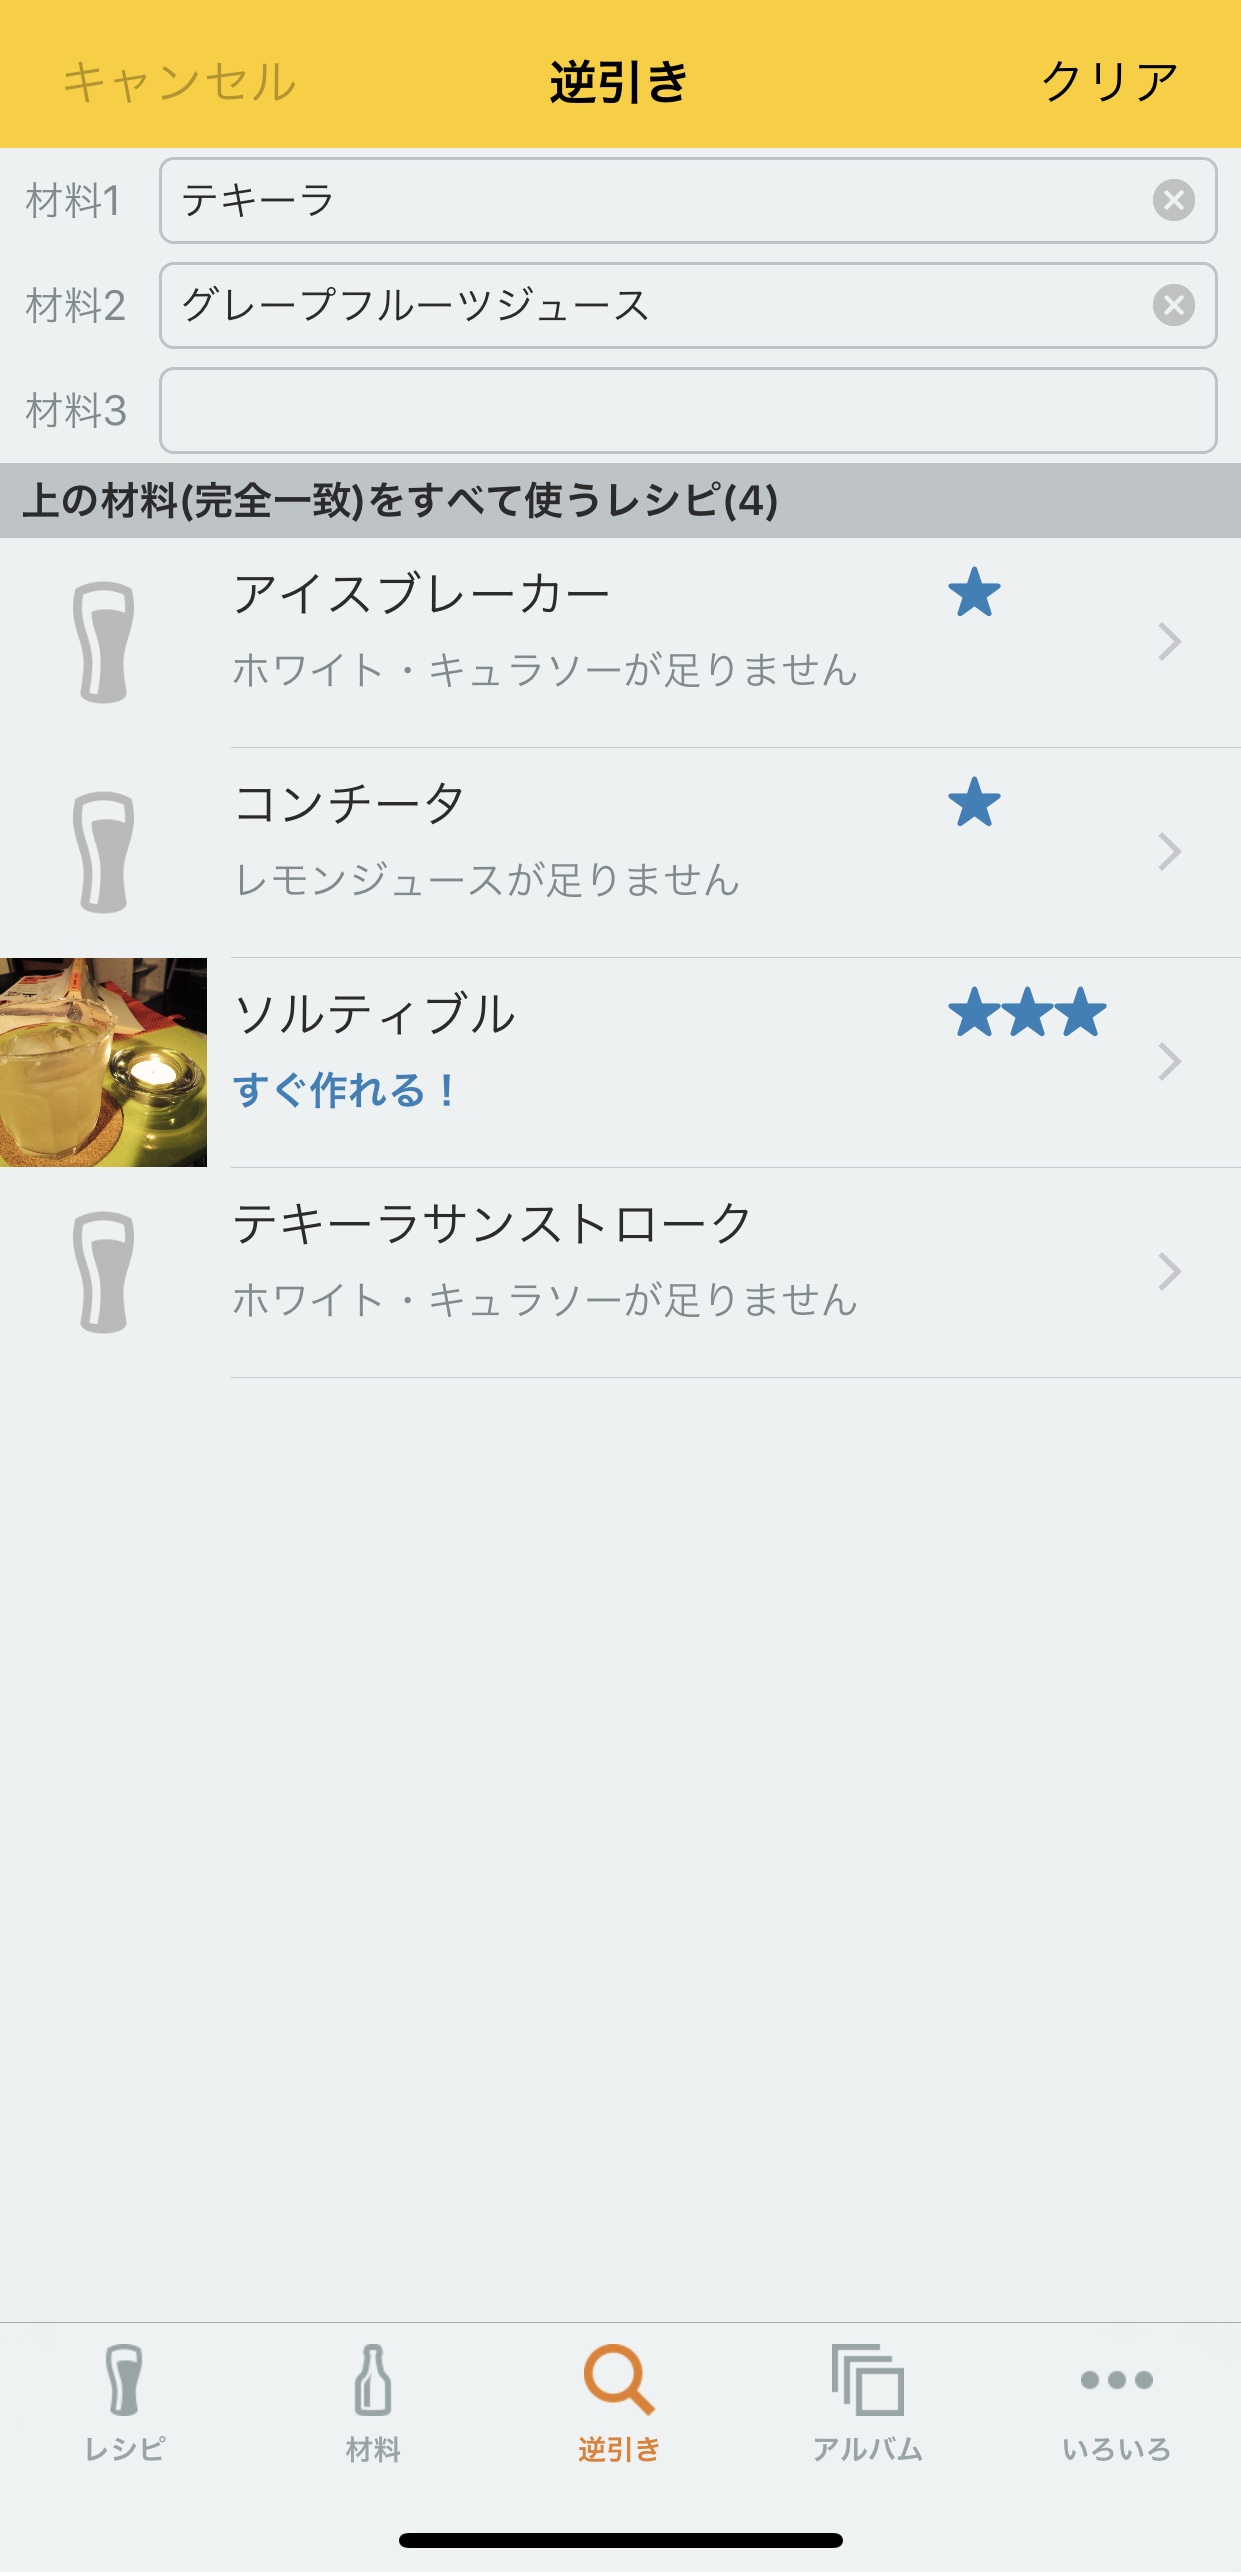 キャンセル 逆引き クリア
材料1 テキーラ
材料2 グレープフルーツジュース
材料3
上の材料(完全一致)をすべて使うレシピ(4)
アイスブレーカー ★
ホワイト・キュラソーが足りません
コンチータ ★
レモンジュースが足りません
ソルティブル ★★★
すぐ作れる！
テキーラサンストローク
ホワイト・キュラソーが足りません
レシピ 材料 逆引き アルバム いろいろ